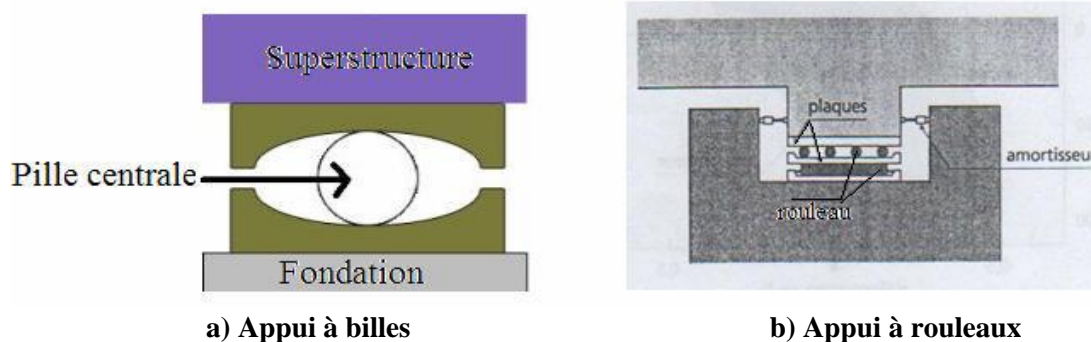 Superstructure
Pille centrale
Fondation
plaques
amortisseu
rouleau
a) Appui à billes
b) Appui à rouleaux